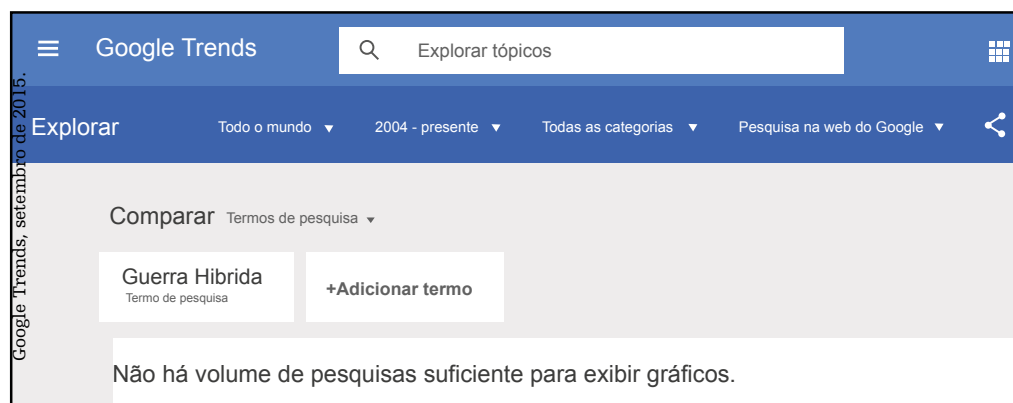 Google Trends
Explorar tópicos
Explorar
Todo o mundo
2004 - presente
Todas as categorias
Pesquisa na web do Google
Comparar
Termos de pesquisa
Guerra Hibrida
Termo de pesquisa
+Adicionar termo
Não há volume de pesquisas suficiente para exibir gráficos.
Google Trends, setembro de 2015.